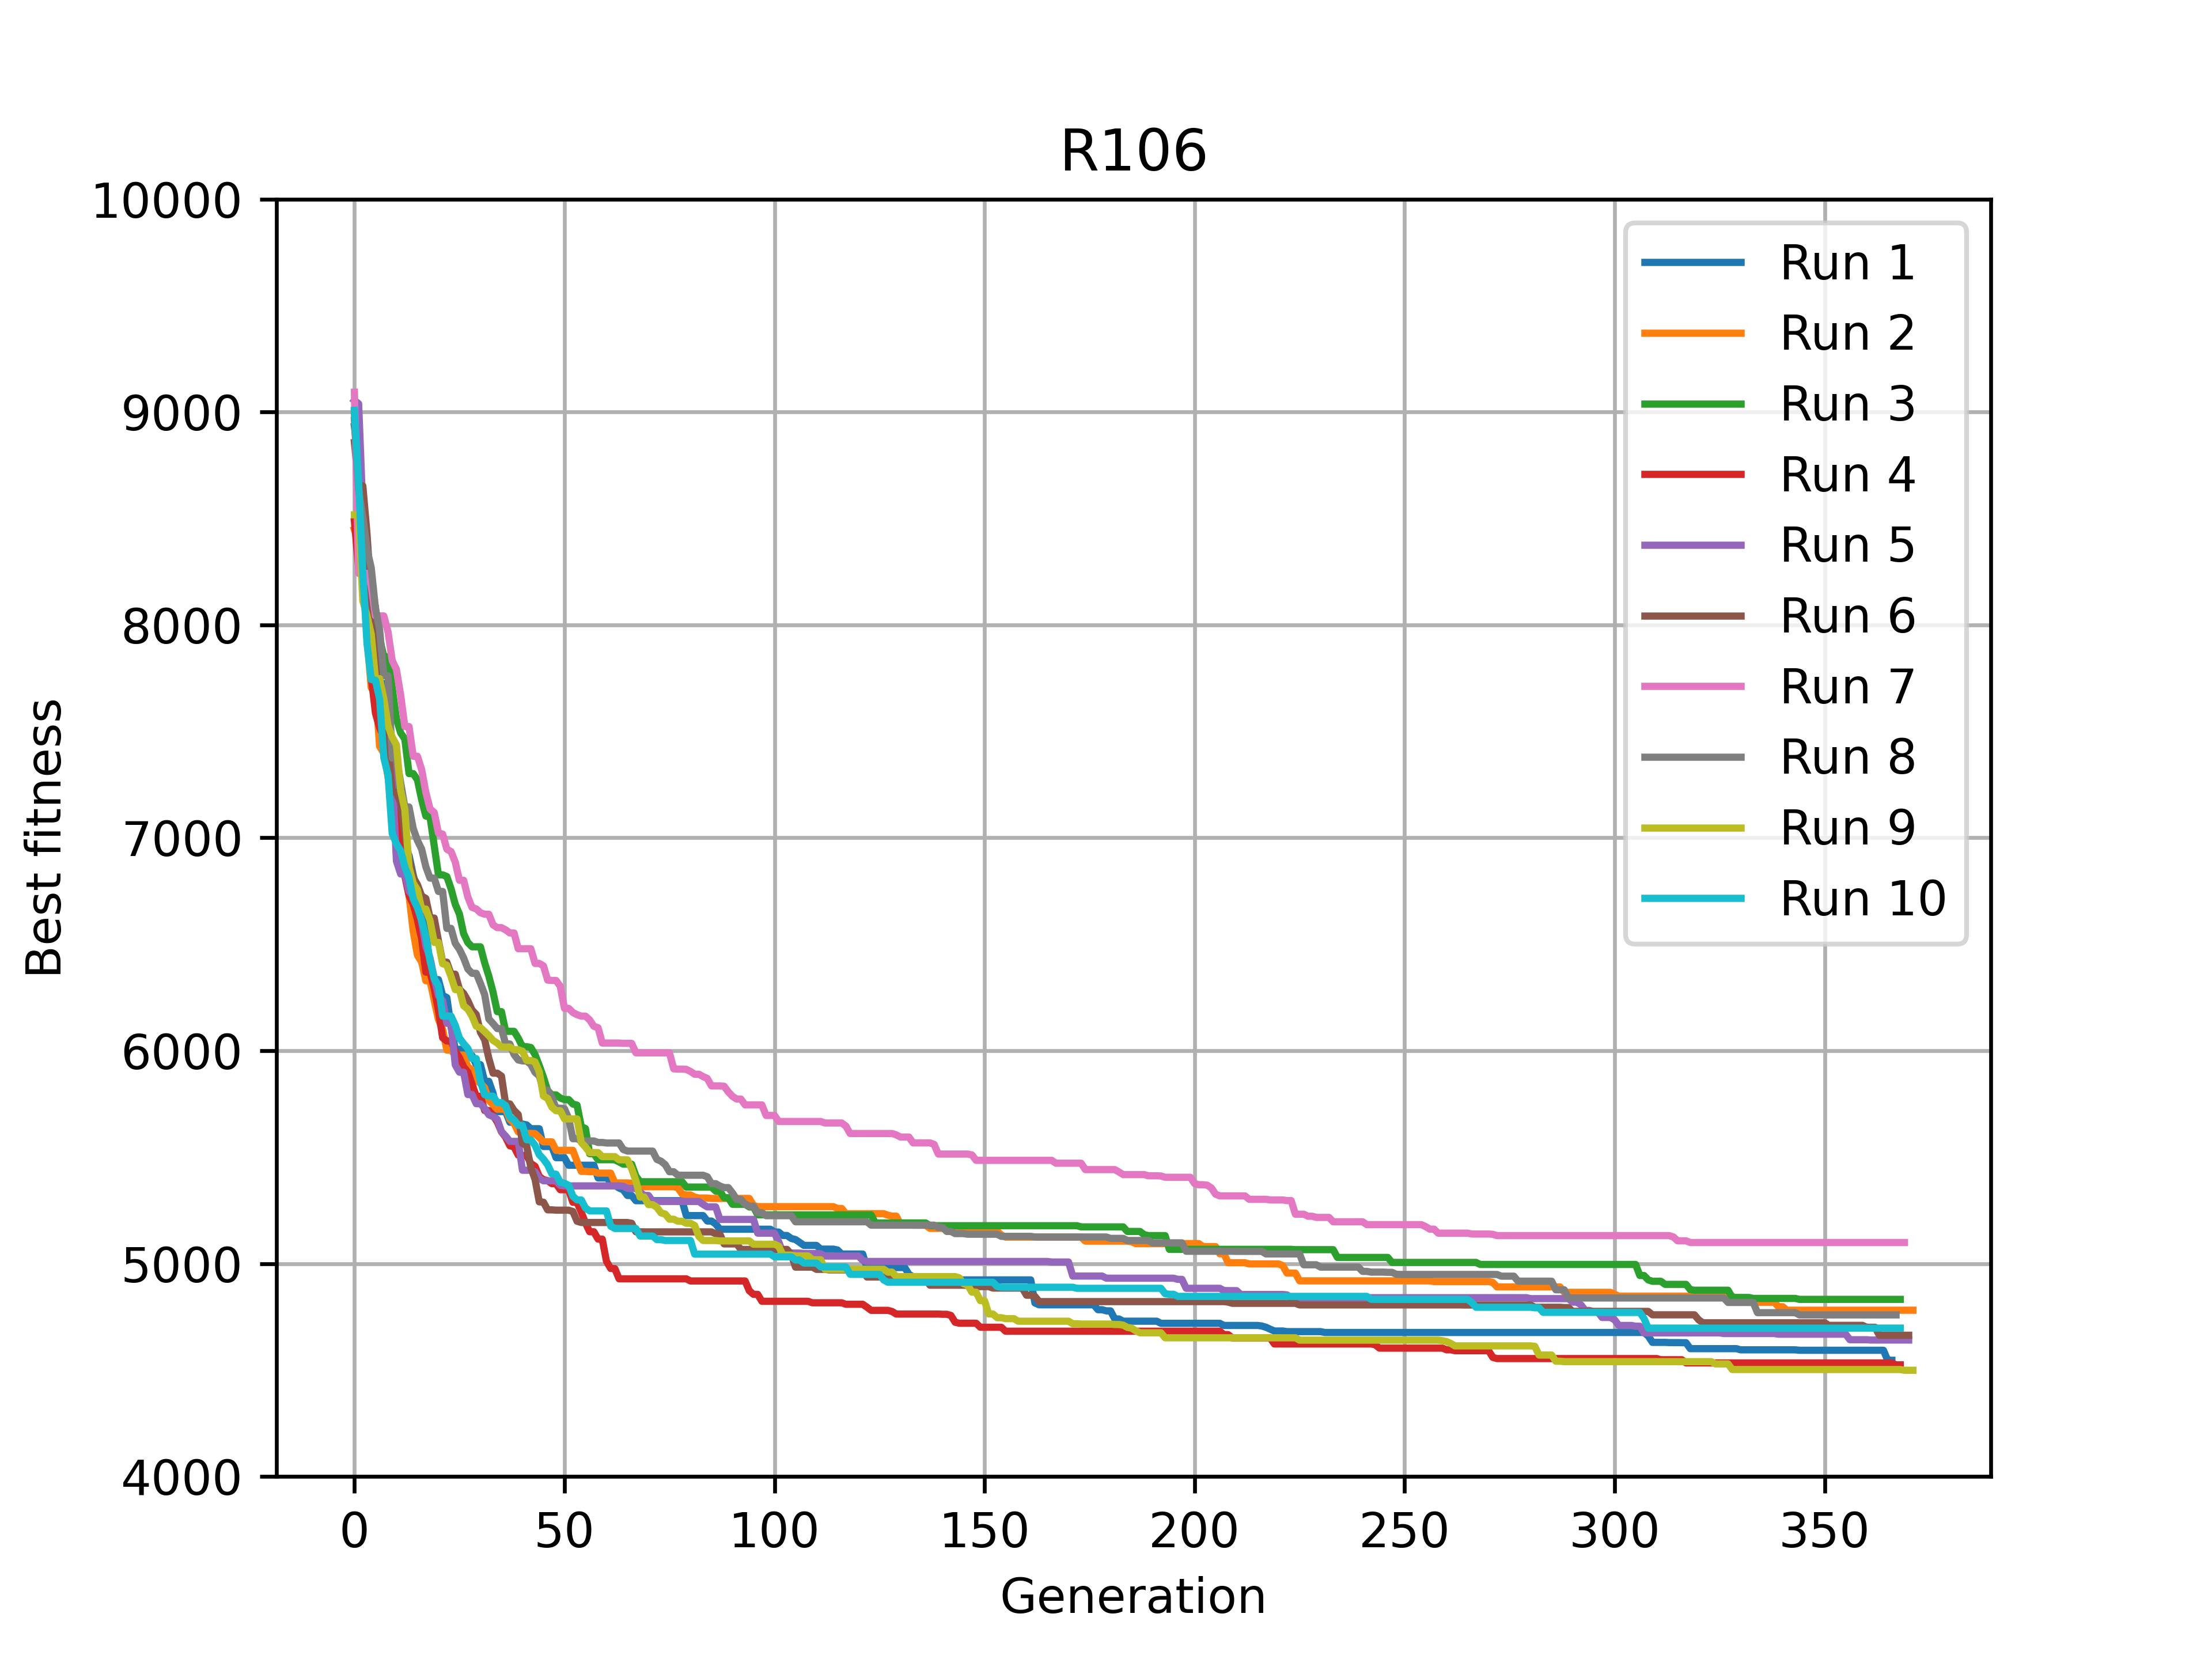 R106
10000
9000
8000
7000
6000
5000
4000
Best fitness
0 50 100 150 200 250 300 350
Generation
Run 1
Run 2
Run 3
Run 4
Run 5
Run 6
Run 7
Run 8
Run 9
Run 10